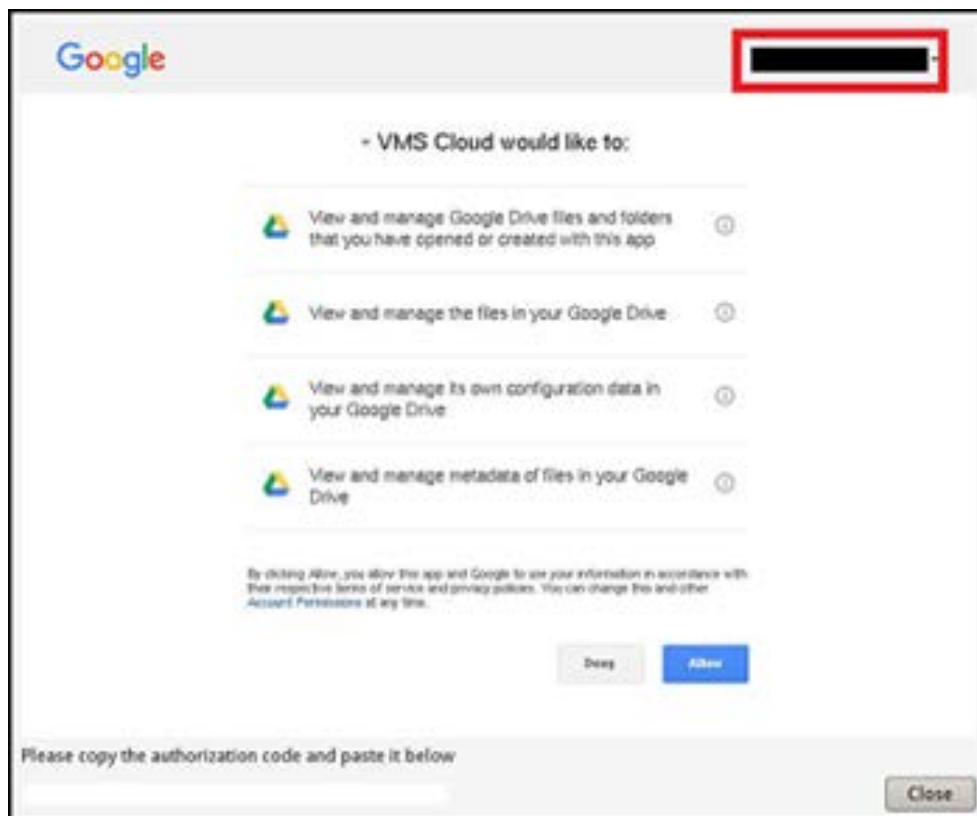 Google
- VMS Cloud would like to:
View and manage Google Drive files and folders
that you have opened or created with this app
View and manage the files in your Google Drive
View and manage its own configuration data in
your Google Drive
View and manage metadata of files in your Google
Drive
By clicking Allow, you allow this app and Google to use your information in accordance with
their respective terms of service and privacy policies. You can change this and other
Account Permissions at any time.
Deny
Allow
Please copy the authorization code and paste it below
Close